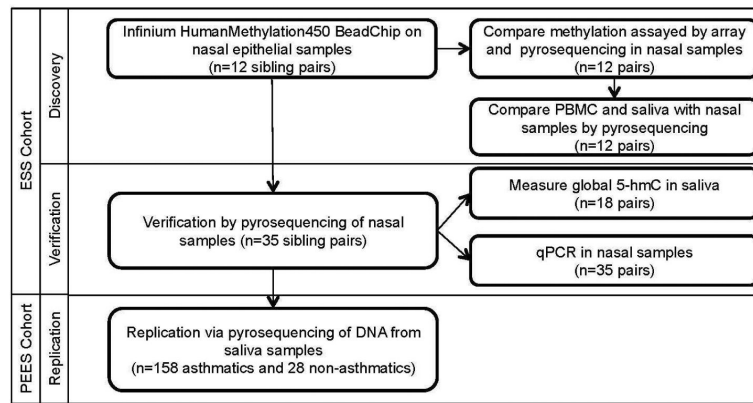 ESS Cohort
Discovery
Infinium HumanMethylation450 BeadChip on
nasal epithelial samples
(n=12 sibling pairs)
Compare methylation assayed by array
and pyrosequencing in nasal samples
(n=12 pairs)
Compare PBMC and saliva with nasal
samples by pyrosequencing
(n=12 pairs)
Verification
Verification by pyrosequencing of nasal
samples (n=35 sibling pairs)
Measure global 5-hmC in saliva
(n=18 pairs)
qPCR in nasal samples
(n=35 pairs)
PEES Cohort
Replication
Replication via pyrosequencing of DNA from
saliva samples
(n=158 asthmatics and 28 non-asthmatics)